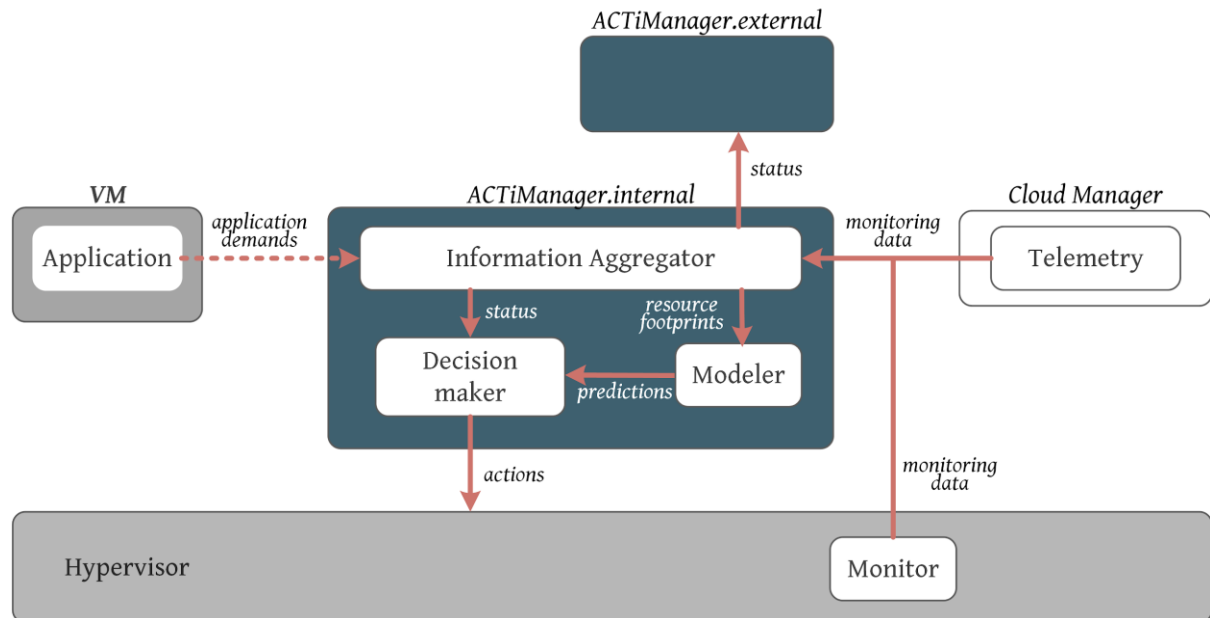 ACTiManager.external
status
VM
ACTiManager.internal
Cloud Manager
application
demands
monitoring
data
Application
Information Aggregator
Telemetry
status
resource
footprints
Decision
maker
predictions
Modeler
actions
monitoring
data
Hypervisor
Monitor